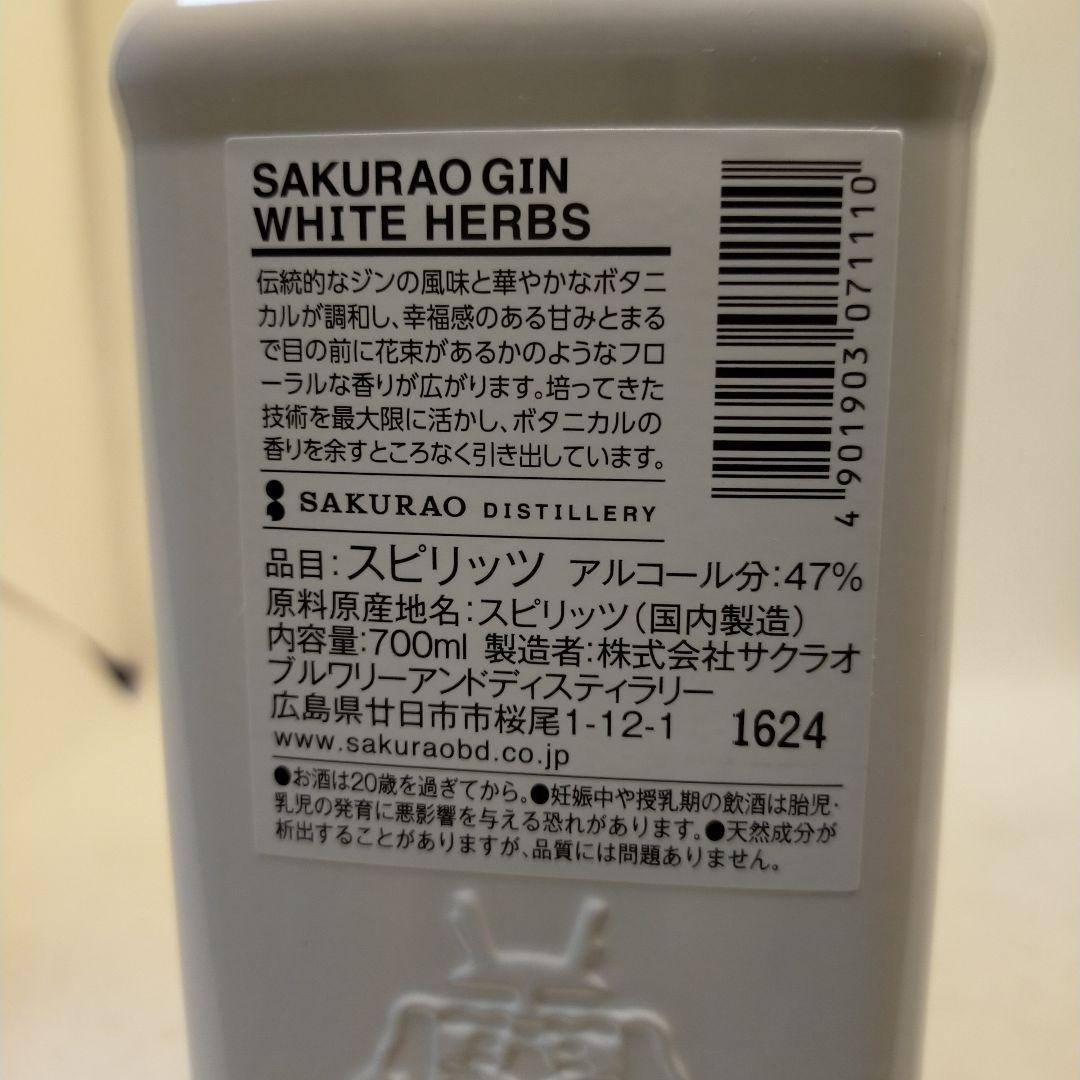 SAKURAO GIN
WHITE HERBS
伝統的なジンの風味と華やかなボタニ
カルが調和し、幸福感のある甘みとまる
で目の前に花束があるかのようなフロ
ーラルな香りが広がります。培ってきた
技術を最大限に活かし、ボタニカルの
香りを余すところなく引き出しています。
SAKURAO DISTILLERY
品目:スピリッツ アルコール分:47%
原料原産地名:スピリッツ(国内製造)
内容量:700ml 製造者:株式会社サクラオ
ブルワリーアンドディスティラリー
広島県廿日市市桜尾1-12-1 1624
www.sakuraobd.co.jp
●お酒は20歳を過ぎてから。●妊娠中や授乳期の飲酒は胎児・
乳児の発育に悪影響を与える恐れがあります。●天然成分が
析出することがありますが、品質には問題ありません。
4 901903 071110